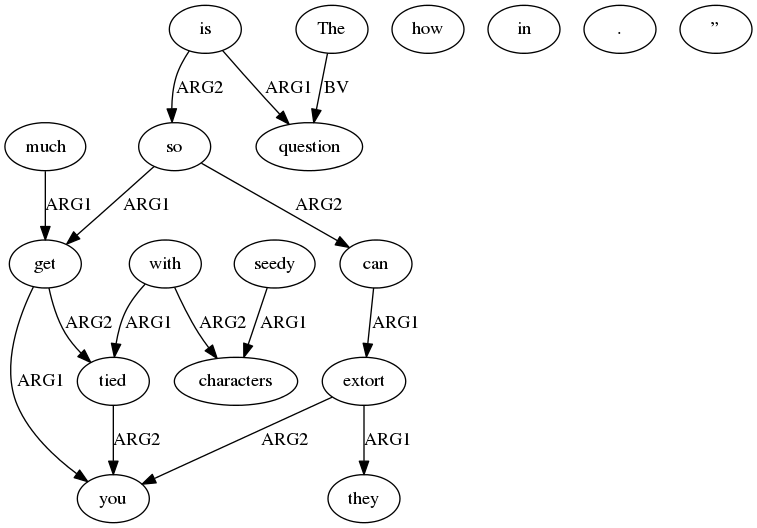 is The how in . ”
ARG2 ARG1 BV
much so question
ARG1 ARG1 ARG2
get with seedy can
ARG2 ARG1 ARG2 ARG1 ARG1
ARG1
tied characters extort
ARG2 ARG2 ARG1
you they